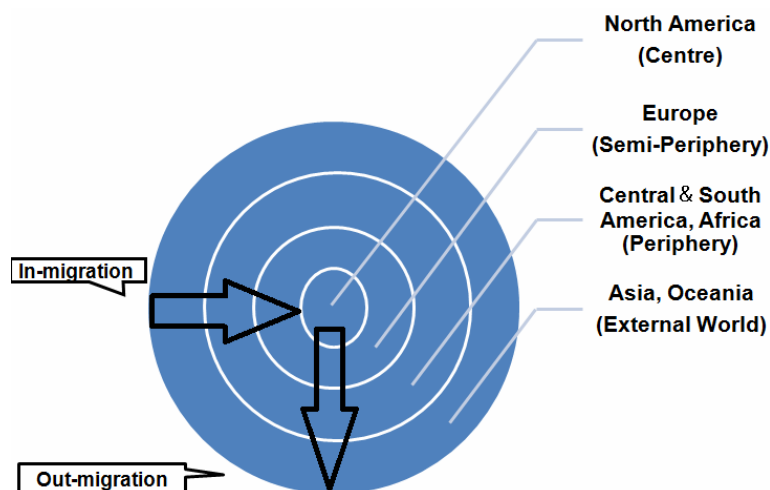 North America
(Centre)
Europe
(Semi-Periphery)
Central & South
America, Africa
(Periphery)
In-migration
Asia, Oceania
(External World)
Out-migration